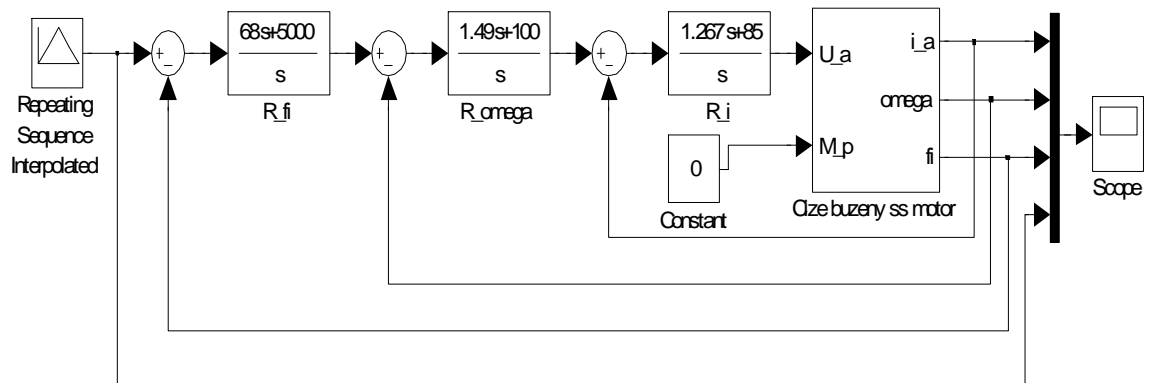 Repeating
Sequence
Interpolated
68s+5000
s
R_fi
1.49s+100
s
R_omega
1.267s+85
s
R_i
0
Constant
U_a
M_p
i_a
omega
fi
Cize buzeny ss motor
Scope